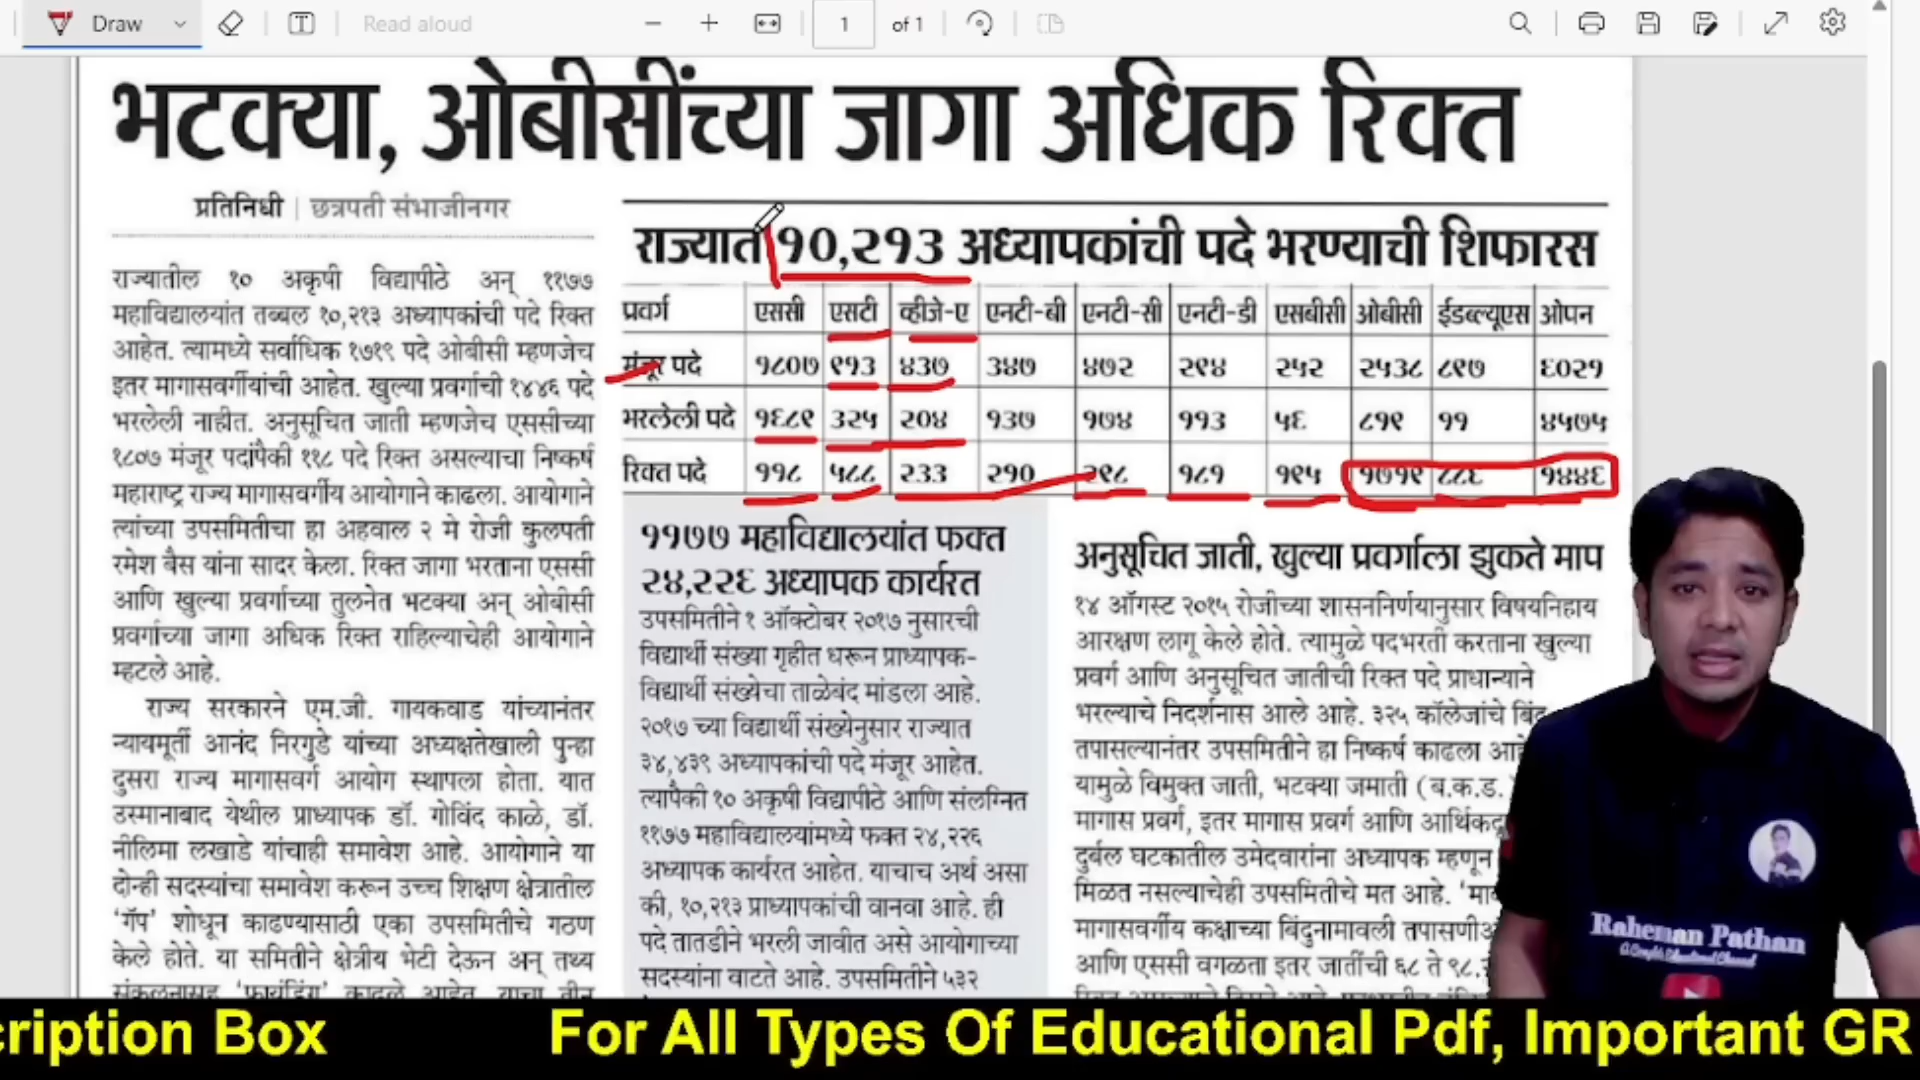 Draw
Read aloud
1 of 1
भटक्या, ओबीसींच्या जागा अधिक रिक्त
प्रतिनिधी | छत्रपती संभाजीनगर
राज्यातील १० अकृषी विद्यापीठे अन् ११७७
महाविद्यालयांत तब्बल १०,२१३ अध्यापकांची पदे रिक्त
आहेत. त्यामध्ये सर्वाधिक १७१९ पदे ओबीसी म्हणजेच
इतर मागासवर्गीयांची आहेत. खुल्या प्रवर्गाची १४४६ पदे
भरलेली नाहीत. अनुसूचित जाती म्हणजेच एससीच्या
१८०७ मंजूर पदांपैकी ११८ पदे रिक्त असल्याचा निष्कर्ष
महाराष्ट्र राज्य मागासवर्गीय आयोगाने काढला. आयोगाने
त्यांच्या उपसमितीचा हा अहवाल २ मे रोजी कुलपती
रमेश बैस यांना सादर केला. रिक्त जागा भरताना एससी
आणि खुल्या प्रवर्गाच्या तुलनेत भटक्या अन् ओबीसी
प्रवर्गाच्या जागा अधिक रिक्त राहिल्याचेही आयोगाने
म्हटले आहे.
राज्य सरकारने एम.जी. गायकवाड यांच्यानंतर
न्यायमूर्ती आनंद निरगुडे यांच्या अध्यक्षतेखाली पुन्हा
दुसरा राज्य मागासवर्ग आयोग स्थापला होता. यात
उस्मानाबाद येथील प्राध्यापक डॉ. गोविंद काळे, डॉ.
नीलिमा लखाडे यांचाही समावेश आहे. आयोगाने या
दोन्ही सदस्यांचा समावेश करून उच्च शिक्षण क्षेत्रातील
'गॅप' शोधून काढण्यासाठी एका उपसमितीचे गठण
केले होते. या समितीने क्षेत्रीय भेटी देऊन अन् तथ्य
संकलनासह 'फायंडिंग' काढले आहेत. याचा तीन
राज्यात १०,२१३ अध्यापकांची पदे भरण्याची शिफारस
प्रवर्ग एससी एसटी व्हीजे-ए एनटी-बी एनटी-सी एनटी-डी एसबीसी ओबीसी ईडब्ल्यूएस ओपन
मंजूर पदे १८०७ ९१३ ४३७ ३४७ ४७२ २९४ २५२ २५३८ ८९७ ६०२१
भरलेली पदे १६८९ ३२५ २०४ १३७ १७४ ११३ ५६ ८१९ ११ ४५७५
रिक्त पदे ११८ ५८८ २३३ २१० २९८ १८१ १९५ १७१९ ८८६ १४४६
११७७ महाविद्यालयांत फक्त
२४,२२६ अध्यापक कार्यरत
उपसमितीने १ ऑक्टोबर २०१७ नुसारची
विद्यार्थी संख्या गृहीत धरून प्राध्यापक-
विद्यार्थी संख्येचा ताळेबंद मांडला आहे.
२०१७ च्या विद्यार्थी संख्येनुसार राज्यात
३४,४३९ अध्यापकांची पदे मंजूर आहेत.
त्यापैकी १० अकृषी विद्यापीठे आणि संलग्नित
११७७ महाविद्यालयांमध्ये फक्त २४,२२६
अध्यापक कार्यरत आहेत. याचाच अर्थ असा
की, १०,२१३ प्राध्यापकांची वानवा आहे. ही
पदे तातडीने भरली जावीत असे आयोगाच्या
सदस्यांना वाटते आहे. उपसमितीने ५३२
अनुसूचित जाती, खुल्या प्रवर्गाला झुकते माप
१४ ऑगस्ट २०१५ रोजीच्या शासननिर्णयानुसार विषयनिहाय
आरक्षण लागू केले होते. त्यामुळे पदभरती करताना खुल्या
प्रवर्ग आणि अनुसूचित जातीची रिक्त पदे प्राधान्याने
भरल्याचे निदर्शनास आले आहे. ३२५ कॉलेजांचे
तपासल्यानंतर उपसमितीने हा निष्कर्ष काढला
यामुळे विमुक्त जाती, भटक्या जमाती (ब.क.ड.
मागास प्रवर्ग, इतर मागास प्रवर्ग आणि
दुर्बल घटकातील उमेदवारांना अध्यापक म्हणून
मिळत नसल्याचेही उपसमितीचे मत आहे.
मागासवर्गीय कक्षाच्या बिंदुनामावली
आणि एससी वगळता इतर जातींची ६८ ते ९८.
Raheman Pathan
A Complete Educational Channel
cription Box For All Types Of Educational Pdf, Important GR